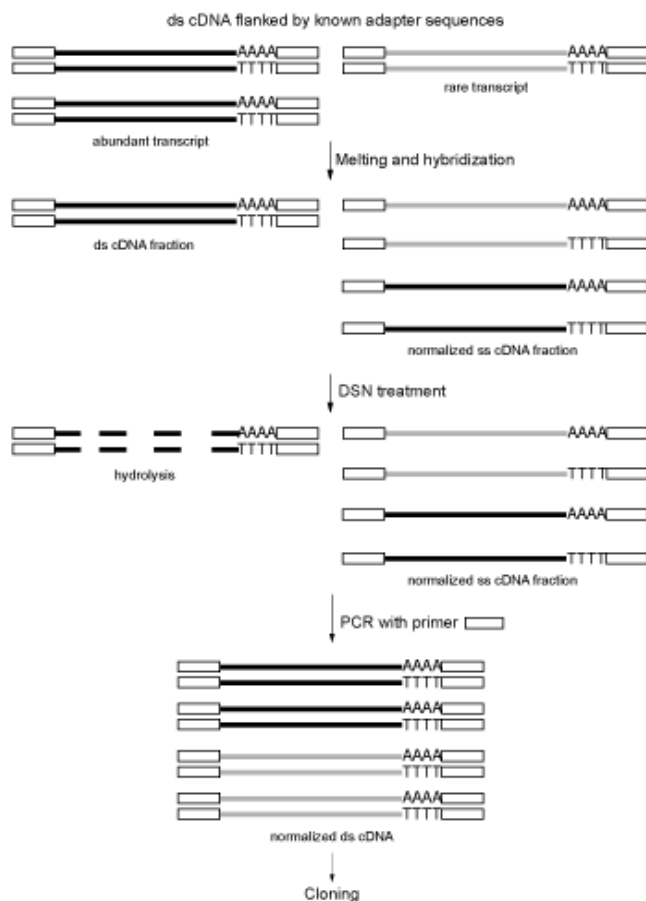 ds cDNA flanked by known adapter sequences
AAAA AAAA
TTTT TTTT
rare transcript
AAAA
TTTT
abundant transcript
Melting and hybridization
AAAA AAAA
TTTT
ds cDNA fraction
TTTT
AAAA
TTTT
normalized ss cDNA fraction
DSN treatment
AAAA AAAA
TTTT
hydrolysis
TTTT
AAAA
TTTT
normalized ss cDNA fraction
PCR with primer
AAAA
TTTT
AAAA
TTTT
AAAA
TTTT
AAAA
TTTT
normalized ds cDNA
Cloning